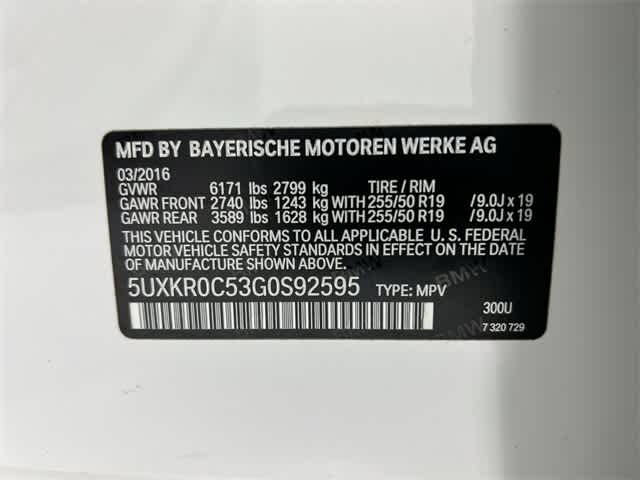 MFD BY BAYERISCHE MOTOREN WERKE AG
03/2016
GVWR 6171 lbs 2799 kg TIRE / RIM
GAWR FRONT 2740 lbs 1243 kg WITH 255/50 R19 /9.0J x 19
GAWR REAR 3589 lbs 1628 kg WITH 255/50 R19 /9.0J x 19
THIS VEHICLE CONFORMS TO ALL APPLICABLE U. S. FEDERAL
MOTOR VEHICLE SAFETY STANDARDS IN EFFECT ON THE DATE
OF MANUFACTURE SHOWN ABOVE.
5UXKR0C53G0S92595 TYPE: MPV
300U
7 320 729
BMW